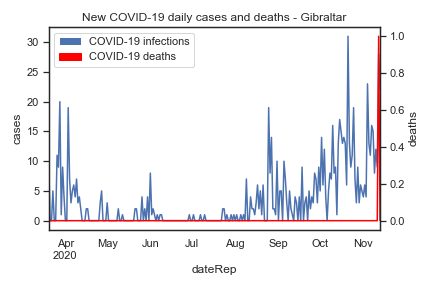 New COVID-19 daily cases and deaths - Gibraltar
COVID-19 infections
COVID-19 deaths
30
25
20
15
10
5
0
cases
1.0
0.8
0.6
0.4
0.2
0.0
deaths
Apr May Jun Jul Aug Sep Oct Nov
2020
dateRep